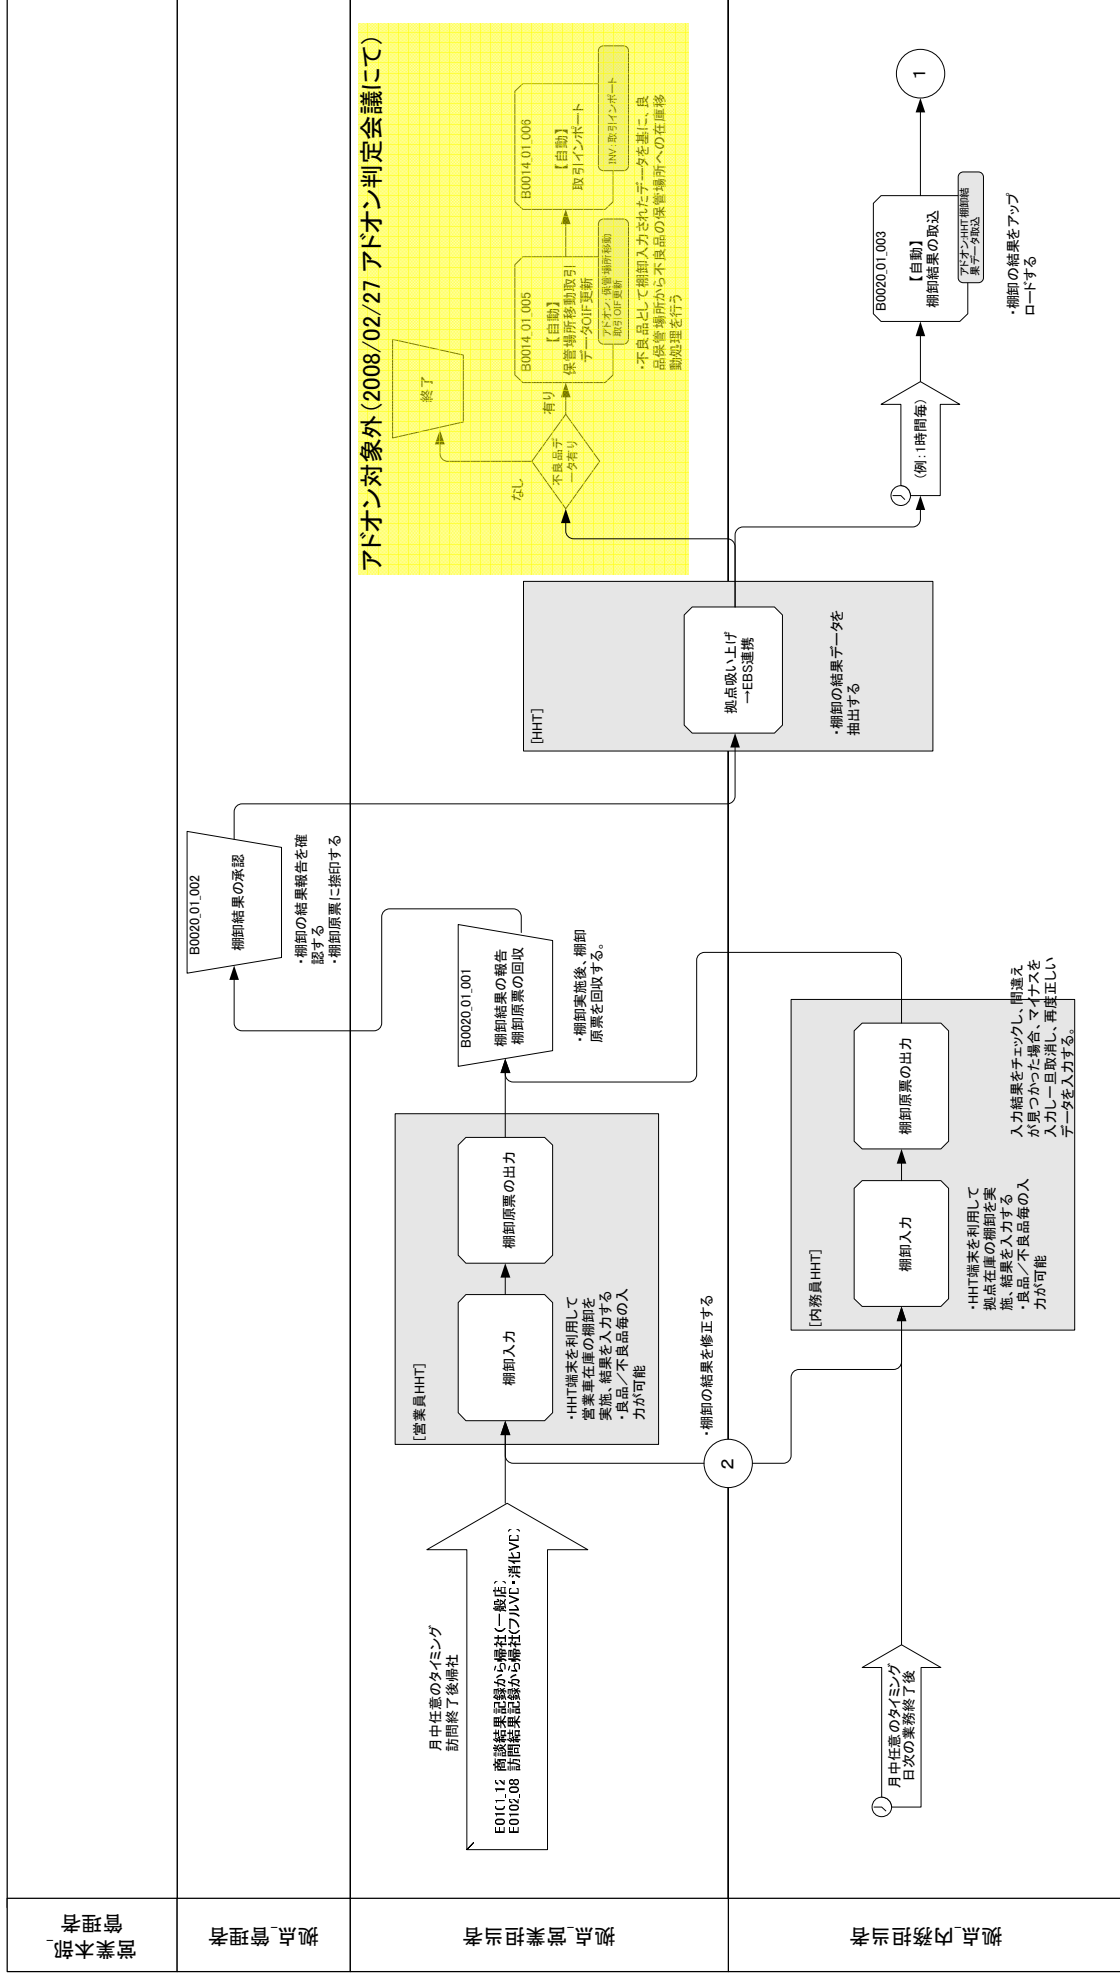 営業本部_
管理者
拠点_管理者
拠点_営業担当者
拠点_内務担当者
B0020_01_002
棚卸結果の承認
・棚卸の結果報告を確
認する
・棚卸原票に捺印する
月中任意のタイミング
訪問終了後帰社
商談結果記録から帰社(一般店)
E0102_08 訪問結果記録から帰社(フルVD・消化VD)
[営業員HHT]
棚卸入力
・HHT端末を利用して
営業車在庫の棚卸を
実施、結果を入力する
・良品/不良品毎の入
力が可能
棚卸原票の出力
B0020_01_001
棚卸結果の報告
棚卸原票の回収
・棚卸実施後、棚卸
原票を回収する。
[HHT]
拠点吸い上げ
→EBS連携
・棚卸の結果データを
抽出する
アドオン対象外(2008/02/27 アドオン判定会議にて)
終了
なし
不良品デ
ータ有り
有り
B0014_01_005
【自動】
保管場所移動取引
データOIF更新
アドオン:保管場所移動
取引OIF更新
B0014_01_006
【自動】
取引インポート
INV:取引インポート
・不良品として棚卸入力されたデータを基に、良
品保管場所から不良品の保管場所への在庫移
動処理を行う
・棚卸の結果を修正する
2
月中任意のタイミング
日次の業務終了後
[内務員HHT]
棚卸入力
・HHT端末を利用して
拠点在庫の棚卸を実
施、結果を入力する
・良品/不良品毎の入
力が可能
棚卸原票の出力
入力結果をチェックし、間違え
が見つかった場合、マイナスを
入力し一旦取消し、再度正しい
データを入力する。
(例:1時間毎)
B0020_01_003
【自動】
棚卸結果の取込
アドオン:HHT棚卸結
果データ取込
・棚卸の結果をアップ
ロードする
1